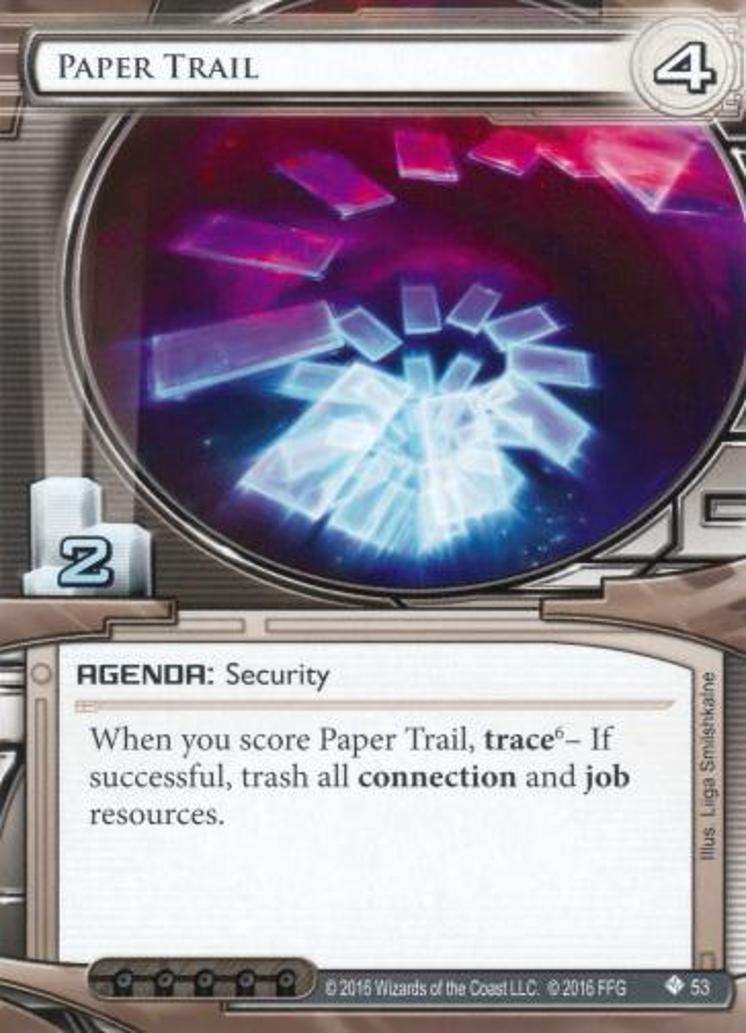 PAPER TRAIL
4
2
AGENDA: Security
When you score Paper Trail, trace⁶– If
successful, trash all connection and job
resources.
Illus. Liiga Smilshkalne
© 2016 Wizards of the Coast LLC. © 2016 FFG
53